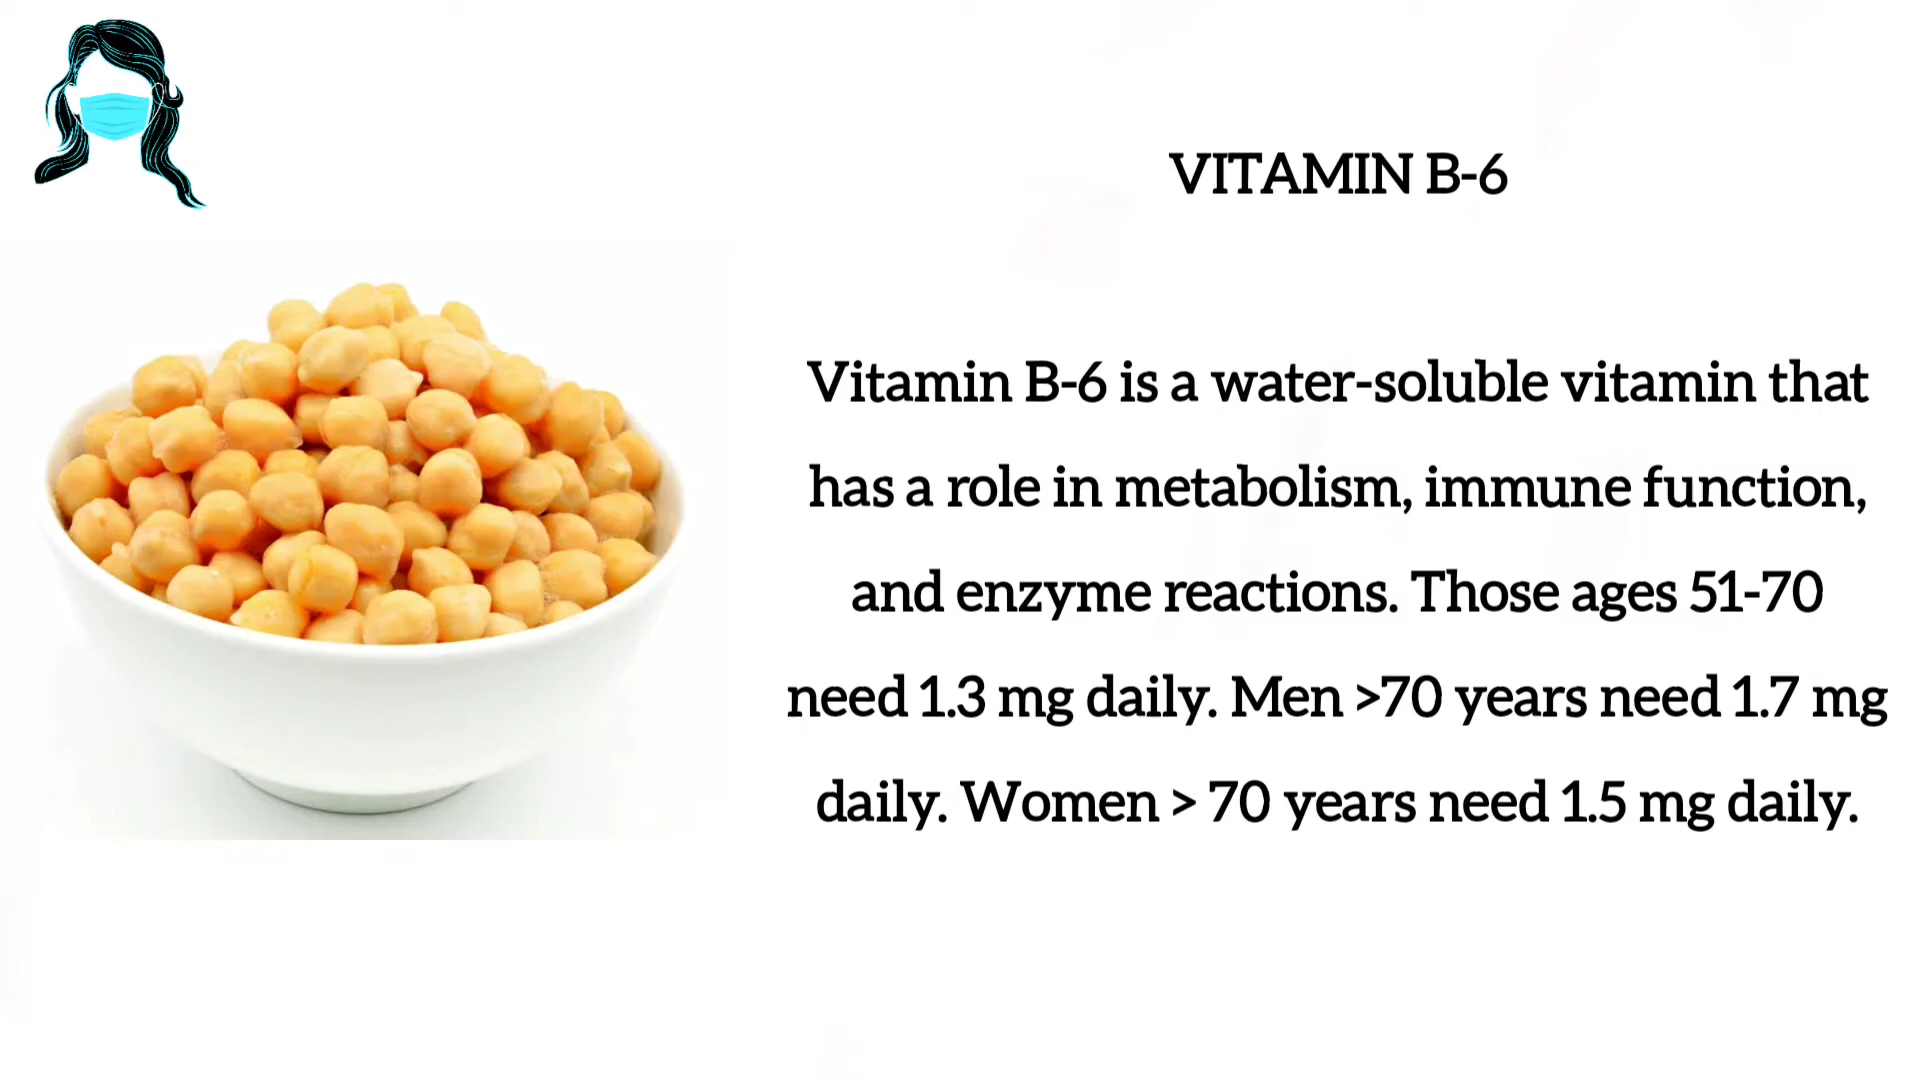 VITAMIN B-6
Vitamin B-6 is a water-soluble vitamin that
has a role in metabolism, immune function,
and enzyme reactions. Those ages 51-70
need 1.3 mg daily. Men >70 years need 1.7 mg
daily. Women > 70 years need 1.5 mg daily.